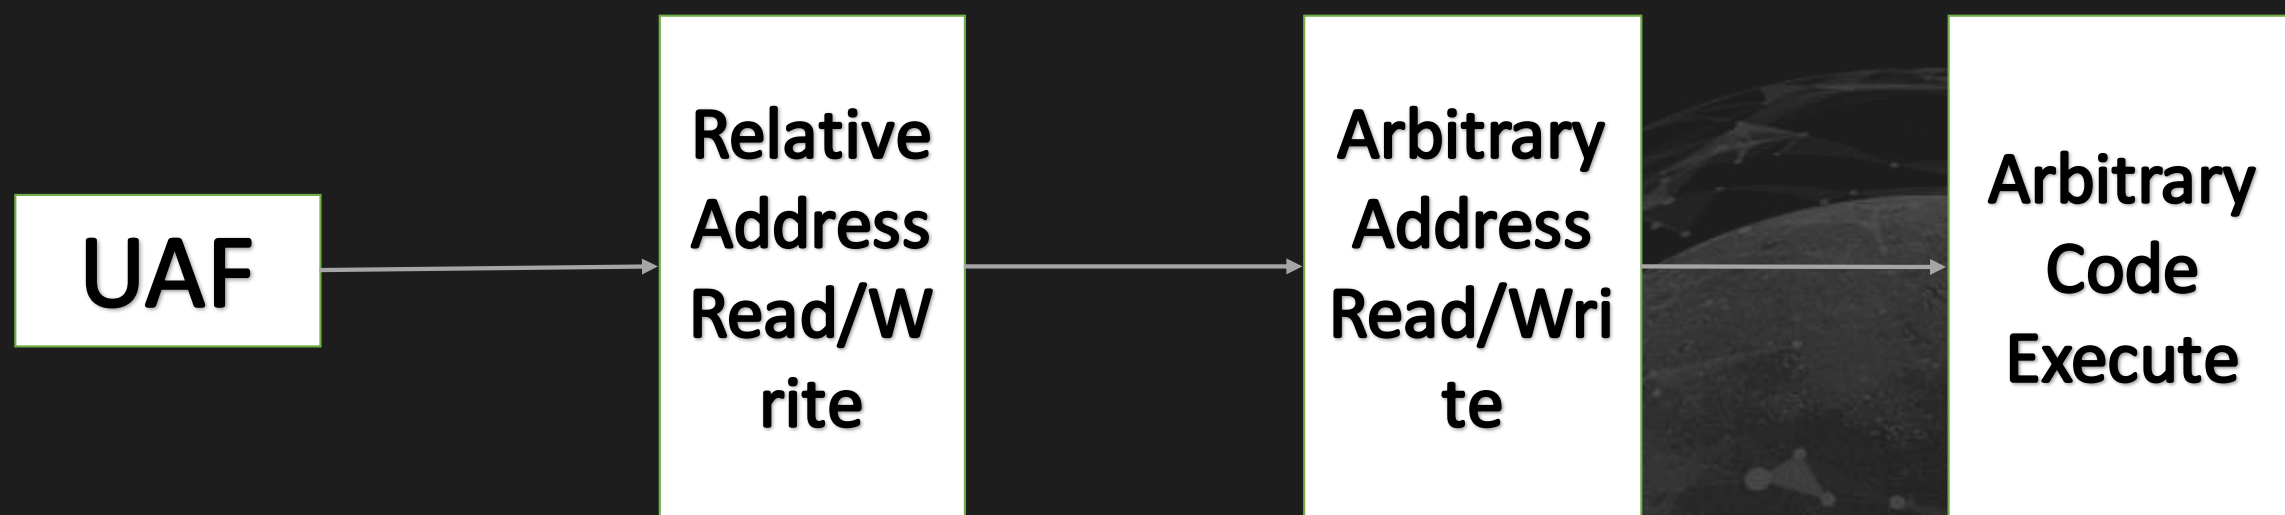 UAF
Relative
Address
Read/W
rite
Arbitrary
Address
Read/Wri
te
Arbitrary
Code
Execute